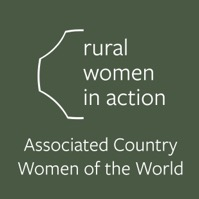 rural
women
in action
Associated Country
Women of the World